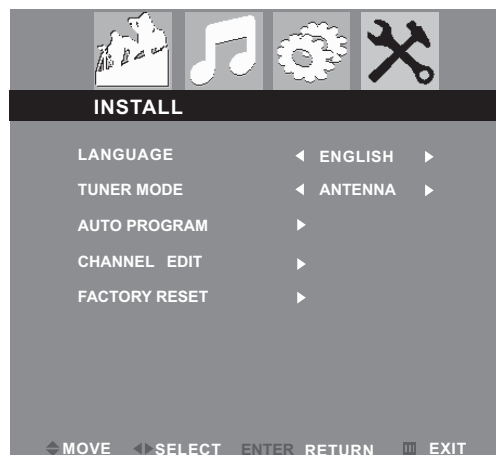 INSTALL
LANGUAGE ENGLISH
TUNER MODE ANTENNA
AUTO PROGRAM
CHANNEL EDIT
FACTORY RESET
MOVE SELECT ENTER RETURN EXIT